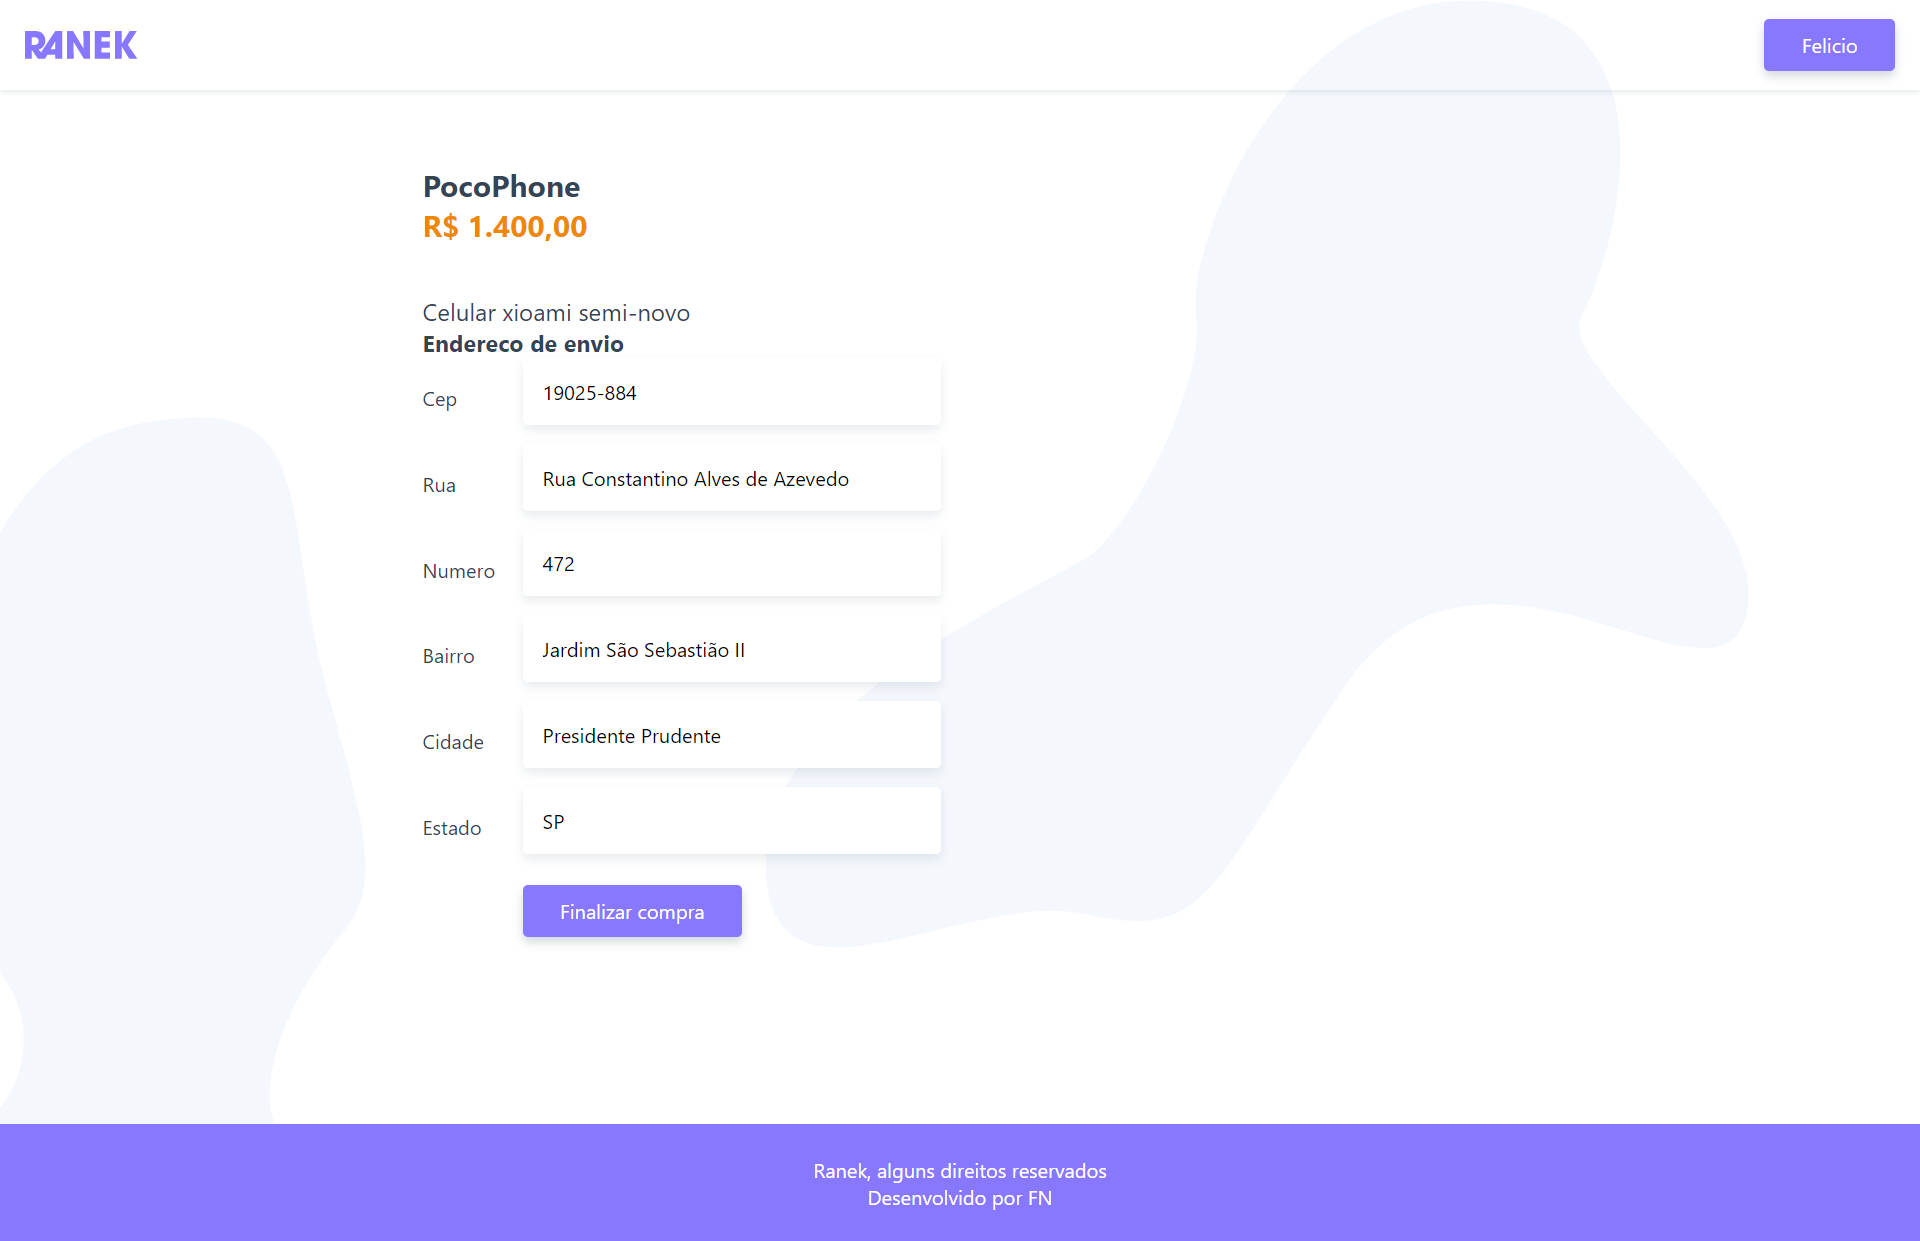 RANEK
Felicio
PocoPhone
R$ 1.400,00
Celular xioami semi-novo
Endereco de envio
Cep
19025-884
Rua
Rua Constantino Alves de Azevedo
Numero
472
Bairro
Jardim São Sebastião II
Cidade
Presidente Prudente
Estado
SP
Finalizar compra
Ranek, alguns direitos reservados
Desenvolvido por FN